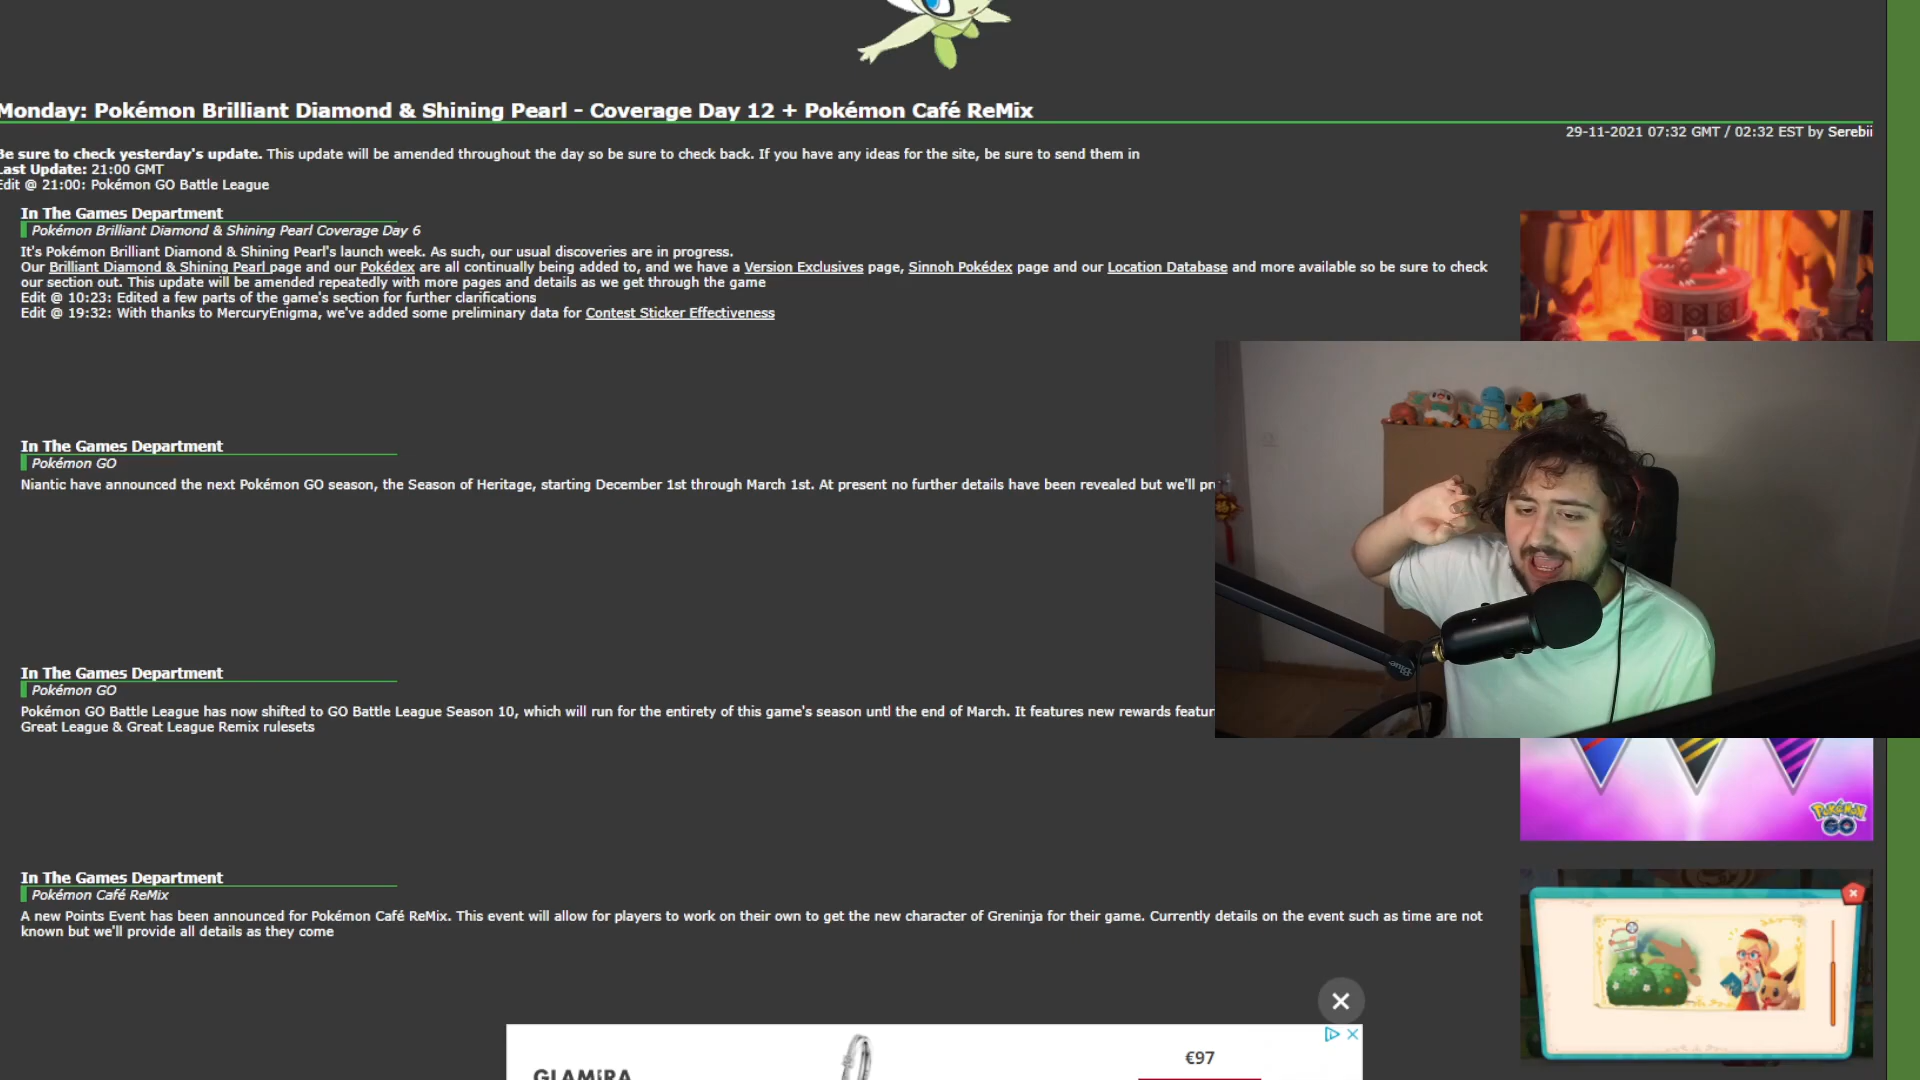 Monday: Pokémon Brilliant Diamond & Shining Pearl - Coverage Day 12 + Pokémon Café ReMix
29-11-2021 07:32 GMT / 02:32 EST by Serebii
Be sure to check yesterday's update. This update will be amended throughout the day so be sure to check back. If you have any ideas for the site, be sure to send them in
Last Update: 21:00 GMT
Edit @ 21:00: Pokémon GO Battle League
In The Games Department
Pokémon Brilliant Diamond & Shining Pearl Coverage Day 6
It's Pokémon Brilliant Diamond & Shining Pearl's launch week. As such, our usual discoveries are in progress.
Our Brilliant Diamond & Shining Pearl page and our Pokédex are all continually being added to, and we have a Version Exclusives page, Sinnoh Pokédex page and our Location Database and more available so be sure to check
our section out. This update will be amended repeatedly with more pages and details as we get through the game
Edit @ 10:23: Edited a few parts of the game's section for further clarifications
Edit @ 19:32: With thanks to MercuryEnigma, we've added some preliminary data for Contest Sticker Effectiveness
In The Games Department
Pokémon GO
Niantic have announced the next Pokémon GO season, the Season of Heritage, starting December 1st through March 1st. At present no further details have been revealed but we'll pr
In The Games Department
Pokémon GO
Pokémon GO Battle League has now shifted to GO Battle League Season 10, which will run for the entirety of this game's season untl the end of March. It features new rewards featur
Great League & Great League Remix rulesets
POKÉMON
GO
In The Games Department
Pokémon Café ReMix
A new Points Event has been announced for Pokémon Café ReMix. This event will allow for players to work on their own to get the new character of Greninja for their game. Currently details on the event such as time are not
known but we'll provide all details as they come
GLAMIRA
€97